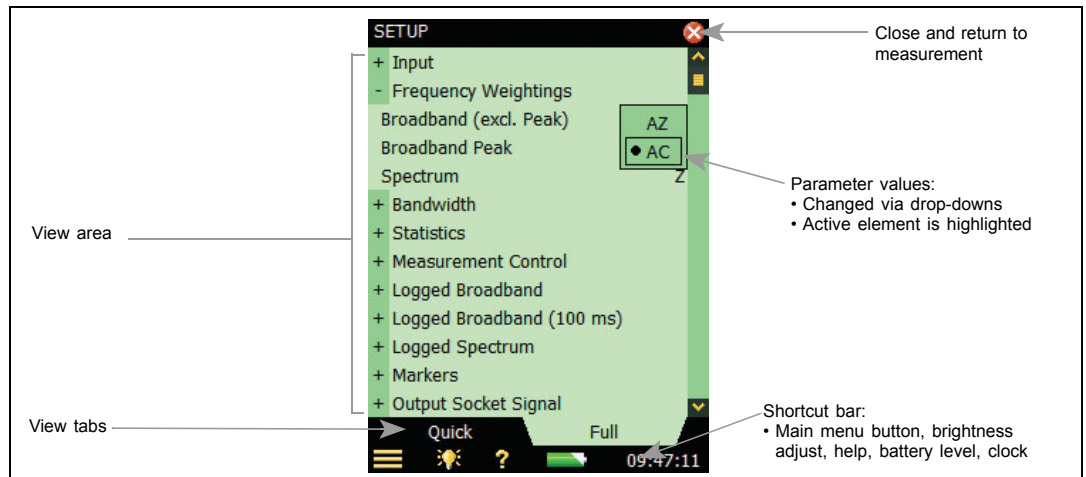 SETUP
+ Input
- Frequency Weightings
Broadband (excl. Peak)
AZ
Broadband Peak
AC
Spectrum Z
+ Bandwidth
+ Statistics
+ Measurement Control
+ Logged Broadband
+ Logged Broadband (100 ms)
+ Logged Spectrum
+ Markers
+ Output Socket Signal
Quick Full
? 09:47:11
View area
View tabs
Close and return to
measurement
Parameter values:
• Changed via drop-downs
• Active element is highlighted
Shortcut bar:
• Main menu button, brightness
adjust, help, battery level, clock